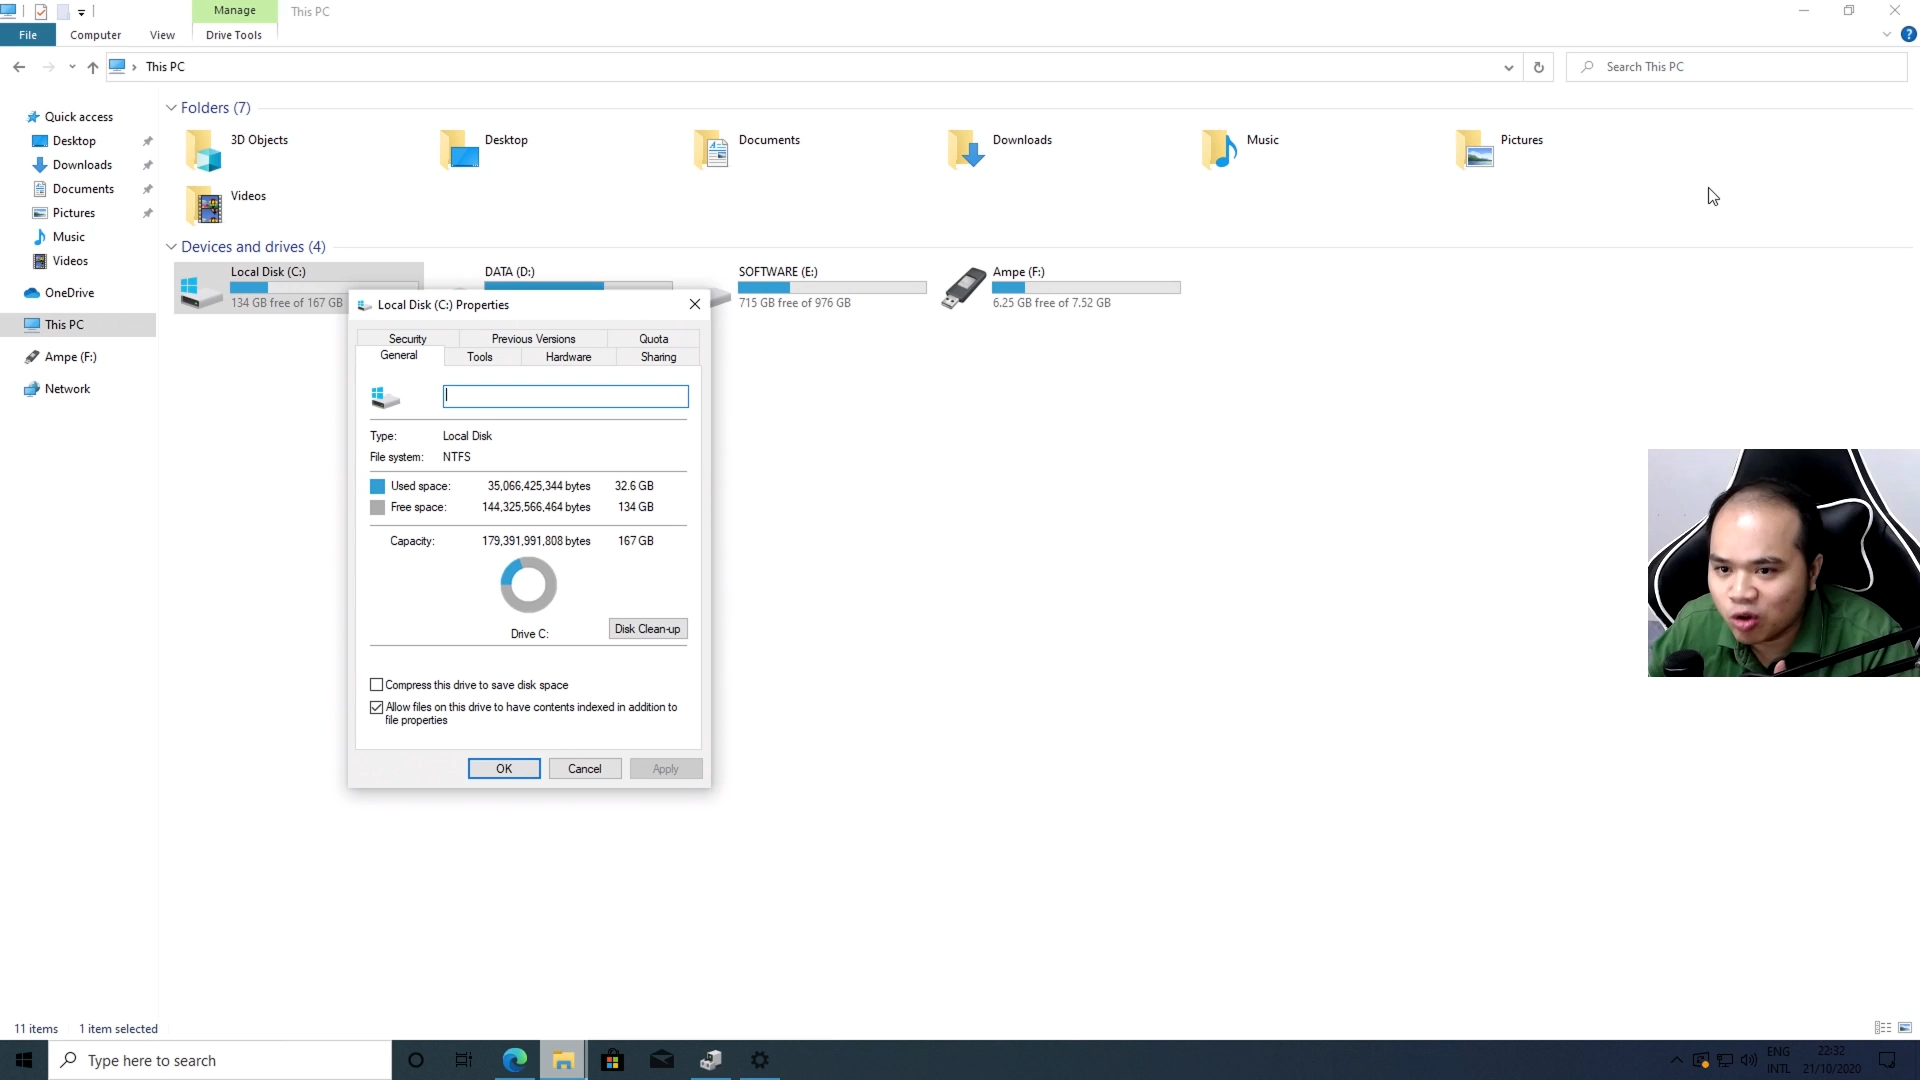 Manage
This PC
File
Computer
View
Drive Tools
This PC
Search This PC
Quick access
Desktop
Downloads
Documents
Pictures
Music
Videos
OneDrive
This PC
Ampe (F:)
Network
Folders (7)
3D Objects
Desktop
Documents
Downloads
Music
Pictures
Videos
Devices and drives (4)
Local Disk (C:)
134 GB free of 167 GB
DATA (D:)
SOFTWARE (E:)
715 GB free of 976 GB
Ampe (F:)
6.25 GB free of 7.52 GB
Local Disk (C:) Properties
Security
Previous Versions
Quota
General
Tools
Hardware
Sharing
Type: Local Disk
File system: NTFS
Used space: 35,066,425,344 bytes 32.6 GB
Free space: 144,325,566,464 bytes 134 GB
Capacity: 179,391,991,808 bytes 167 GB
Drive C:
Disk Clean-up
Compress this drive to save disk space
Allow files on this drive to have contents indexed in addition to
file properties
OK
Cancel
Apply
11 items
1 item selected
Type here to search
ENG
INTL
22:32
21/10/2020